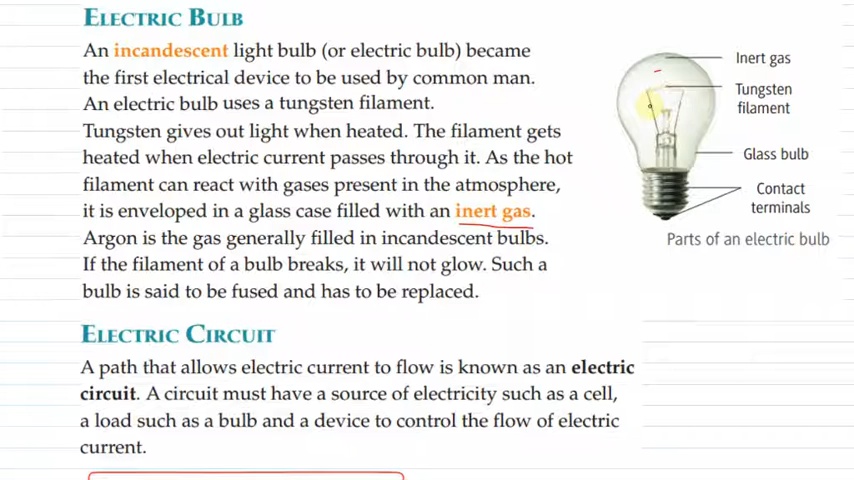 ELECTRIC BULB
An incandescent light bulb (or electric bulb) became
the first electrical device to be used by common man.
An electric bulb uses a tungsten filament.
Tungsten gives out light when heated. The filament gets
heated when electric current passes through it. As the hot
filament can react with gases present in the atmosphere,
it is enveloped in a glass case filled with an inert gas.
Argon is the gas generally filled in incandescent bulbs.
If the filament of a bulb breaks, it will not glow. Such a
bulb is said to be fused and has to be replaced.
Inert gas
Tungsten
filament
Glass bulb
Contact
terminals
Parts of an electric bulb
ELECTRIC CIRCUIT
A path that allows electric current to flow is known as an electric
circuit. A circuit must have a source of electricity such as a cell,
a load such as a bulb and a device to control the flow of electric
current.